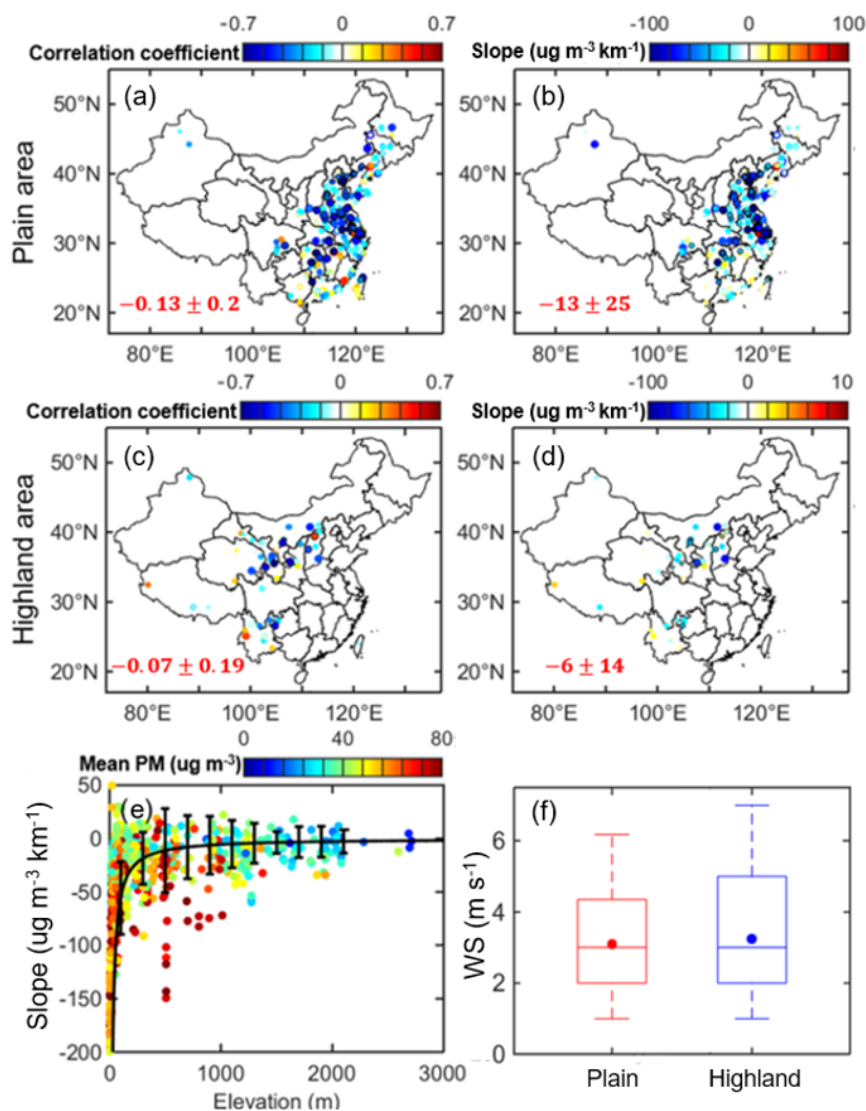 -0.7 0 0.7 -100 0 100
Correlation coefficient Slope (ug m-3 km-1)
(a) (b)
50°N 50°N
40°N 40°N
30°N 30°N
20°N 20°N
Plain area
−0.13 ± 0.2 −13 ± 25
80°E 100°E 120°E 80°E 100°E 120°E
-0.7 0 0.7 -100 0 10
Correlation coefficient Slope (ug m-3 km-1)
(c) (d)
50°N 50°N
40°N 40°N
30°N 30°N
20°N 20°N
Highland area
−0.07 ± 0.19 −6 ± 14
80°E 100°E 120°E 80°E 100°E 120°E
0 40 80
Mean PM (ug m-3)
(e) (f)
50
0
-50
-100
-150
-200
Slope (ug m-3 km-1)
0 1000 2000 3000
Elevation (m)
6
4
2
0
WS (m s-1)
Plain Highland